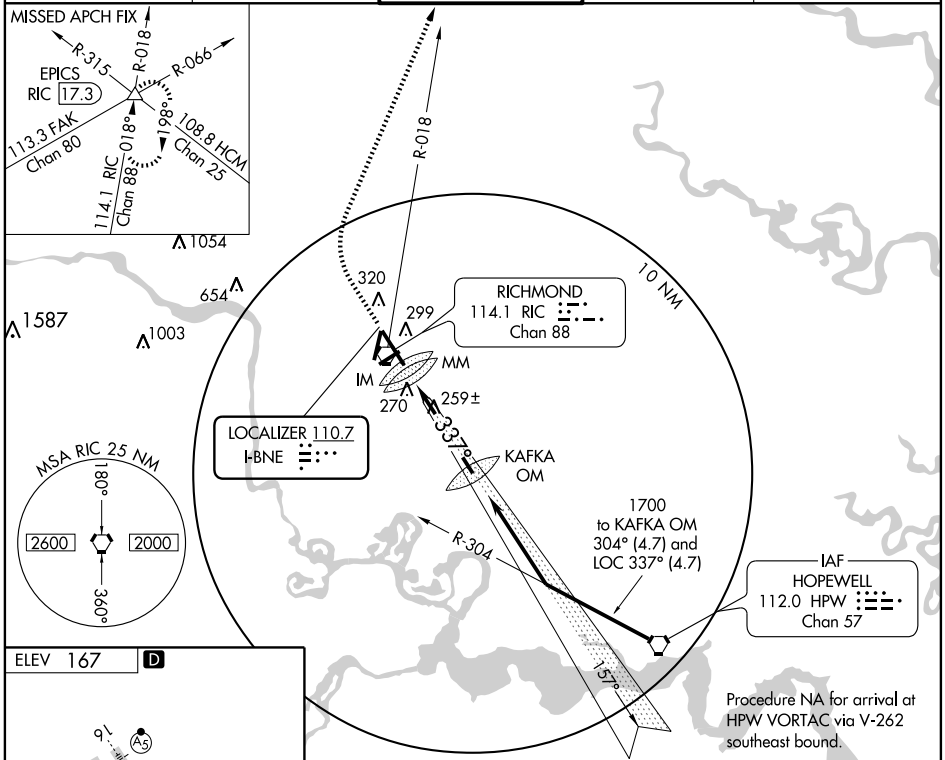 MISSED APCH FIX
R-315
R-018
R-066
EPICS
RIC 17.3
113.3 FAK
Chan 80
018°
198°
108.8 HCM
Chan 25
114.1 RIC
Chan 88
R-018
1054
654
1587
1003
320
299
10 NM
RICHMOND
114.1 RIC
Chan 88
IM
MM
270
259±
LOCALIZER 110.7
I-BNE
337°
KAFKA
OM
MSA RIC 25 NM
180°
2600
2000
360°
R-304
1700
to KAFKA OM
304° (4.7) and
LOC 337° (4.7)
IAF
HOPEWELL
112.0 HPW
Chan 57
157°
Procedure NA for arrival at
HPW VORTAC via V-262
southeast bound.
ELEV 167 D
16
A5